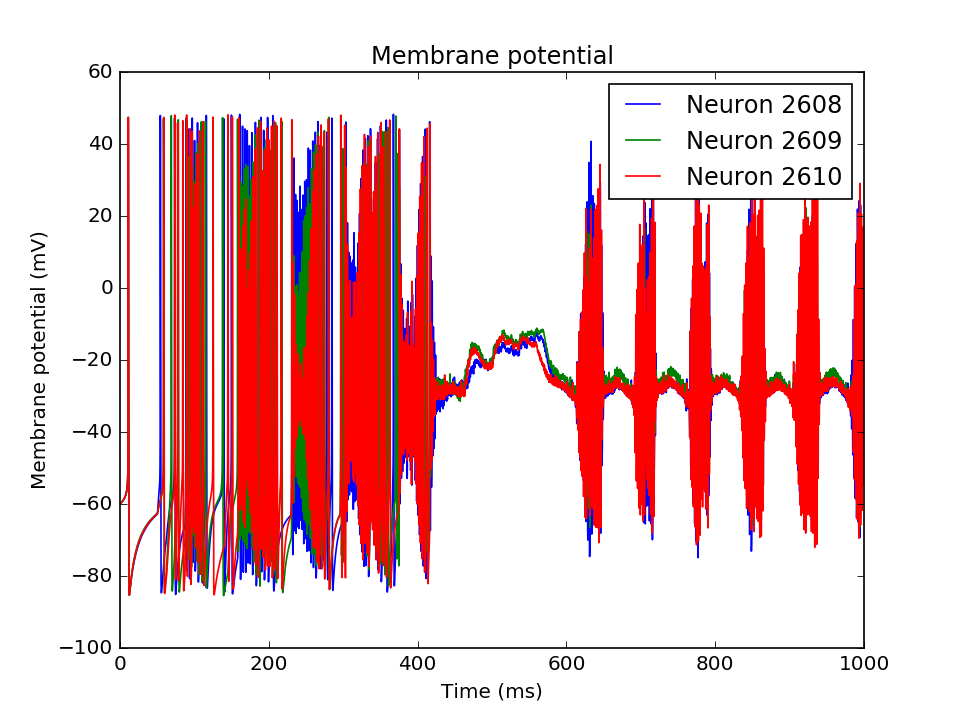 Membrane potential
60
40
20
0
−20
−40
−60
−80
−100
Membrane potential (mV)
Neuron 2608
Neuron 2609
Neuron 2610
0 200 400 600 800 1000
Time (ms)